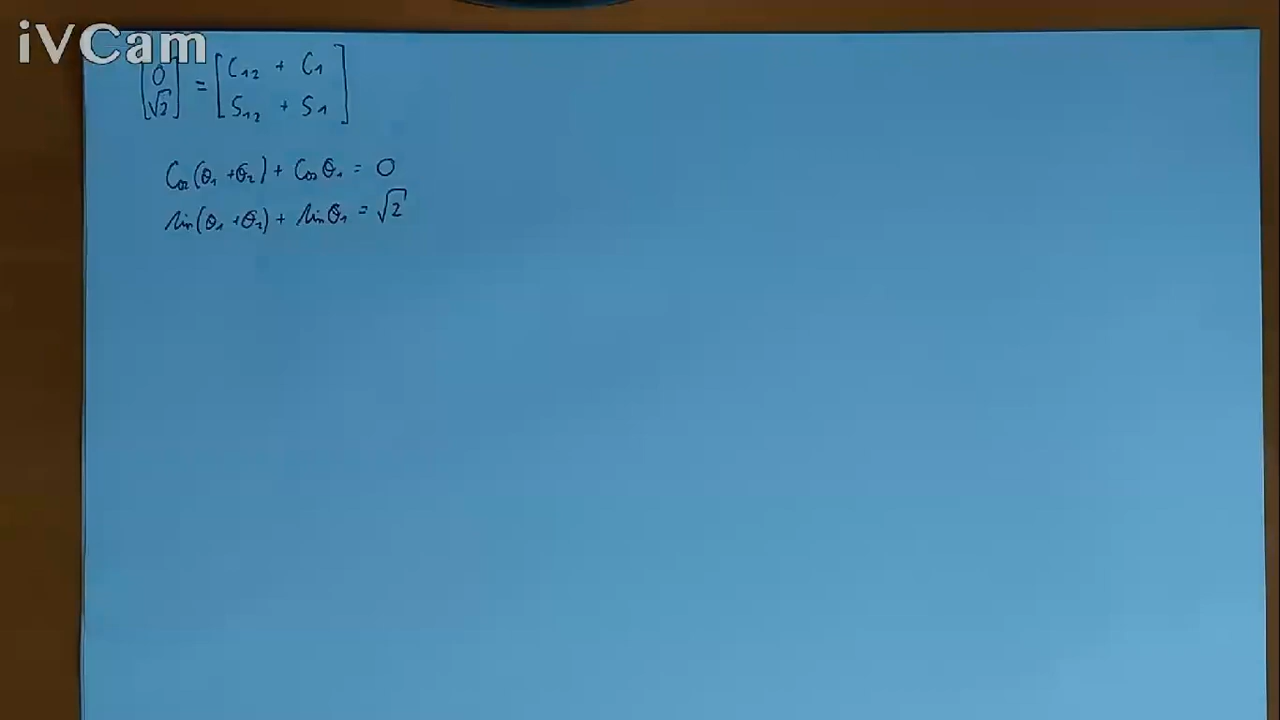 iVCam
[0 √2] = [C₁₂ + C₁
S₁₂ + S₁]
Cos(θ₁ + θ₂) + Cos θ₁ = 0
sin(θ₁ + θ₂) + sin θ₁ = √2